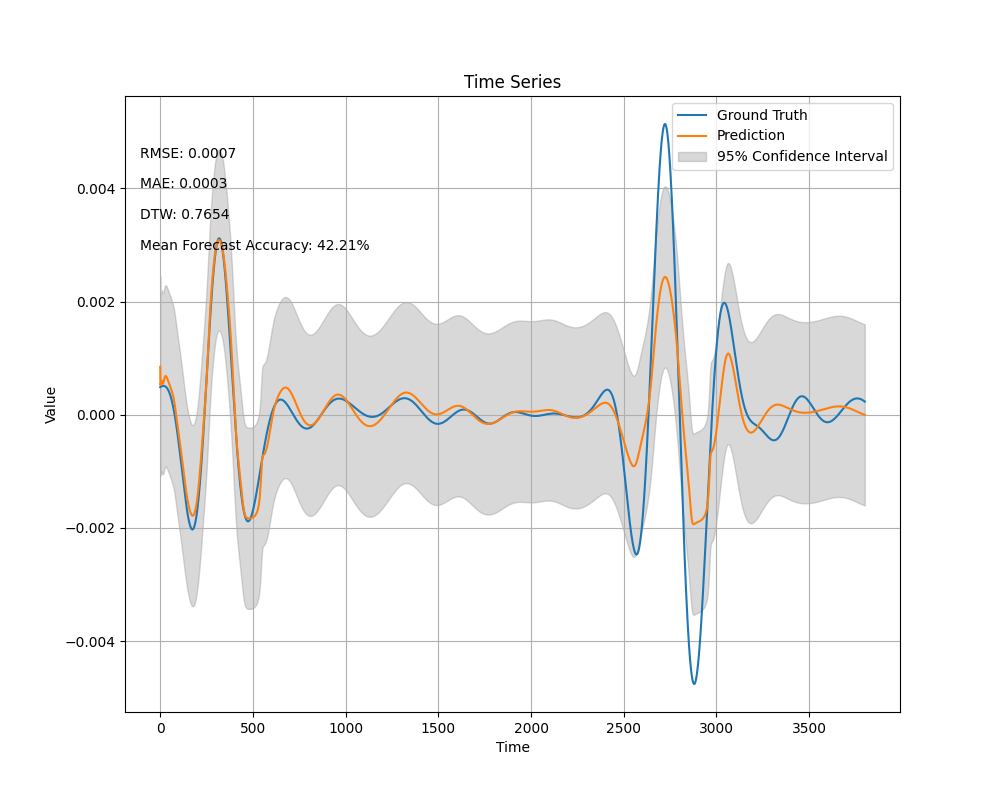 Time Series
Ground Truth
Prediction
95% Confidence Interval
RMSE: 0.0007
MAE: 0.0003
DTW: 0.7654
Mean Forecast Accuracy: 42.21%
Value
0.004
0.002
0.000
−0.002
−0.004
0 500 1000 1500 2000 2500 3000 3500
Time